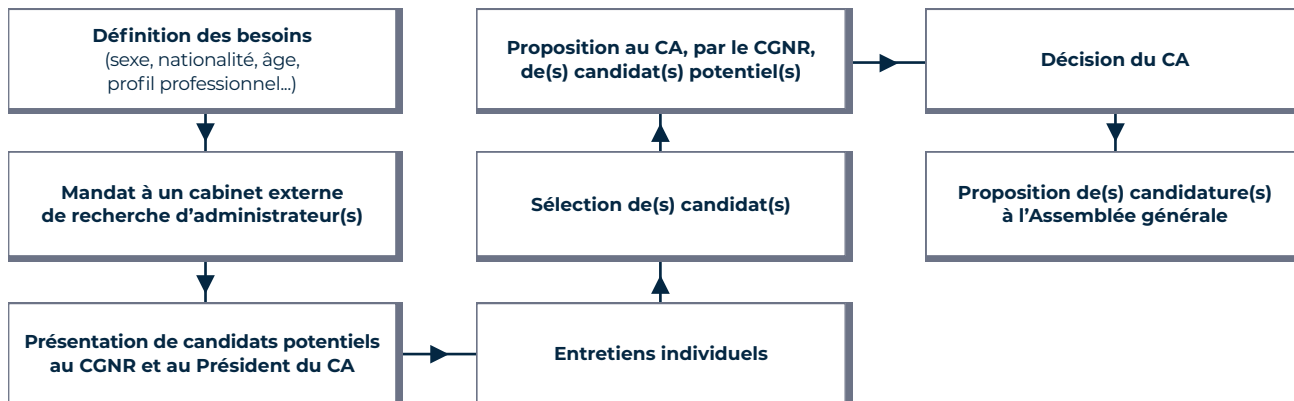 Définition des besoins
(sexe, nationalité, âge,
profil professionnel...)
Mandat à un cabinet externe
de recherche d’administrateur(s)
Présentation de candidats potentiels
au CGNR et au Président du CA
Entretiens individuels
Sélection de(s) candidat(s)
Proposition au CA, par le CGNR,
de(s) candidat(s) potentiel(s)
Décision du CA
Proposition de(s) candidature(s)
à l’Assemblée générale